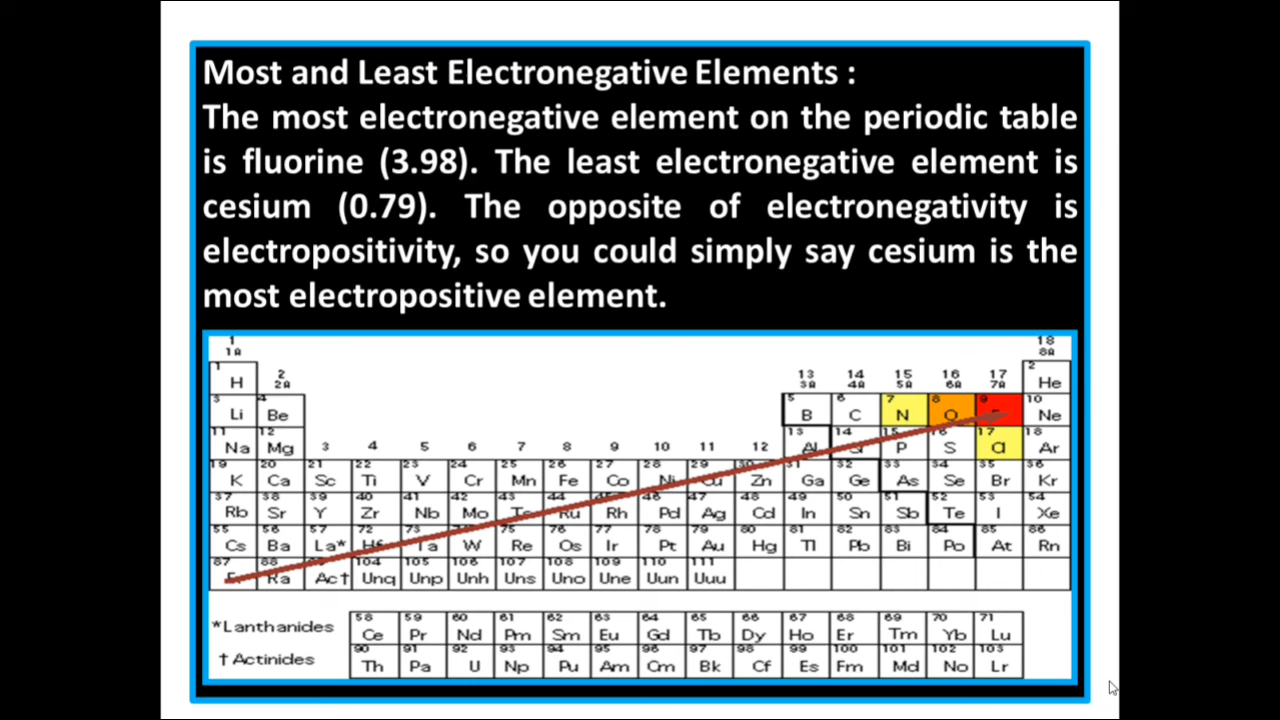 Most and Least Electronegative Elements :
The most electronegative element on the periodic table
is fluorine (3.98). The least electronegative element is
cesium (0.79). The opposite of electronegativity is
electropositivity, so you could simply say cesium is the
most electropositive element.
1 18
1A 8A
1 2 13 14 15 16 17 2
H 2A 3A 4A 5A 6A 7A He
3 4 5 6 7 8 9 10
Li Be B C N O Ne
11 12 13 14 15 16 17 18
Na Mg 3 4 5 6 7 8 9 10 11 12 Al Si P S Cl Ar
19 20 21 22 23 24 25 26 27 28 29 30 31 32 33 34 35 36
K Ca Sc Ti V Cr Mn Fe Co Ni Cu Zn Ga Ge As Se Br Kr
37 38 39 40 41 42 43 44 45 46 47 48 49 50 51 52 53 54
Rb Sr Y Zr Nb Mo Tc Ru Rh Pd Ag Cd In Sn Sb Te I Xe
55 56 57 72 73 74 75 76 77 78 79 80 81 82 83 84 85 86
Cs Ba La* Hf Ta W Re Os Ir Pt Au Hg Tl Pb Bi Po At Rn
87 88 104 105 106 107 108 109 110 111
Ra Ac† Unq Unp Unh Uns Uno Une Uun Uuu
58 59 60 61 62 63 64 65 66 67 68 69 70 71
*Lanthanides Ce Pr Nd Pm Sm Eu Gd Tb Dy Ho Er Tm Yb Lu
90 91 92 93 94 95 96 97 98 99 100 101 102 103
†Actinides Th Pa U Np Pu Am Cm Bk Cf Es Fm Md No Lr